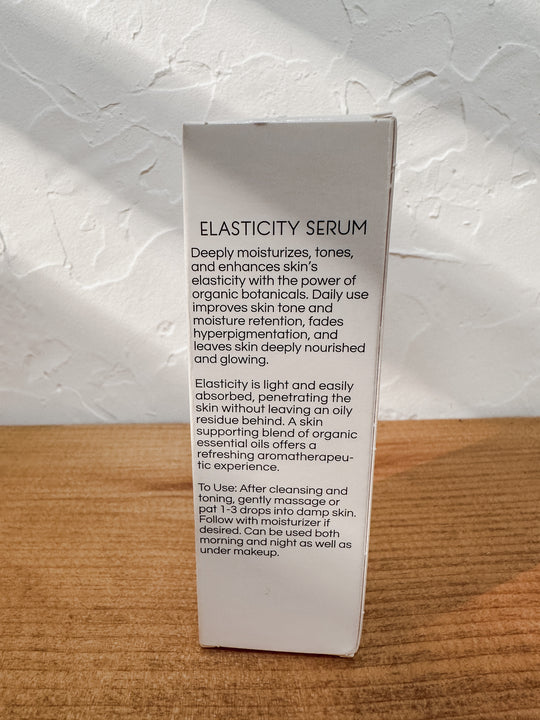 ELASTICITY SERUM
Deeply moisturizes, tones,
and enhances skin's
elasticity with the power of
organic botanicals. Daily use
improves skin tone and
moisture retention, fades
hyperpigmentation, and
leaves skin deeply nourished
and glowing.
Elasticity is light and easily
absorbed, penetrating the
skin without leaving an oily
residue behind. A skin
supporting blend of organic
essential oils offers a
refreshing aromatherapeu-
tic experience.
To Use: After cleansing and
toning, gently massage or
pat 1-3 drops into damp skin.
Follow with moisturizer if
desired. Can be used both
morning and night as well as
under makeup.